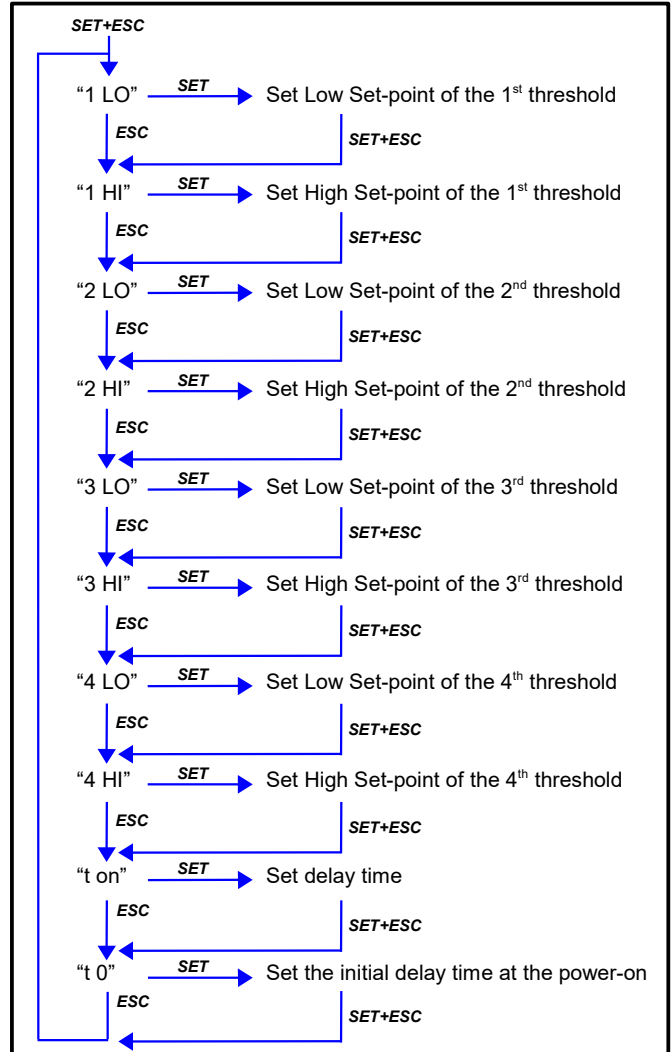 SET+ESC
“1 LO” SET Set Low Set-point of the 1st threshold
ESC SET+ESC
“1 HI” SET Set High Set-point of the 1st threshold
ESC SET+ESC
“2 LO” SET Set Low Set-point of the 2nd threshold
ESC SET+ESC
“2 HI” SET Set High Set-point of the 2nd threshold
ESC SET+ESC
“3 LO” SET Set Low Set-point of the 3rd threshold
ESC SET+ESC
“3 HI” SET Set High Set-point of the 3rd threshold
ESC SET+ESC
“4 LO” SET Set Low Set-point of the 4th threshold
ESC SET+ESC
“4 HI” SET Set High Set-point of the 4th threshold
ESC SET+ESC
“t on” SET Set delay time
ESC SET+ESC
“t 0” SET Set the initial delay time at the power-on
ESC SET+ESC